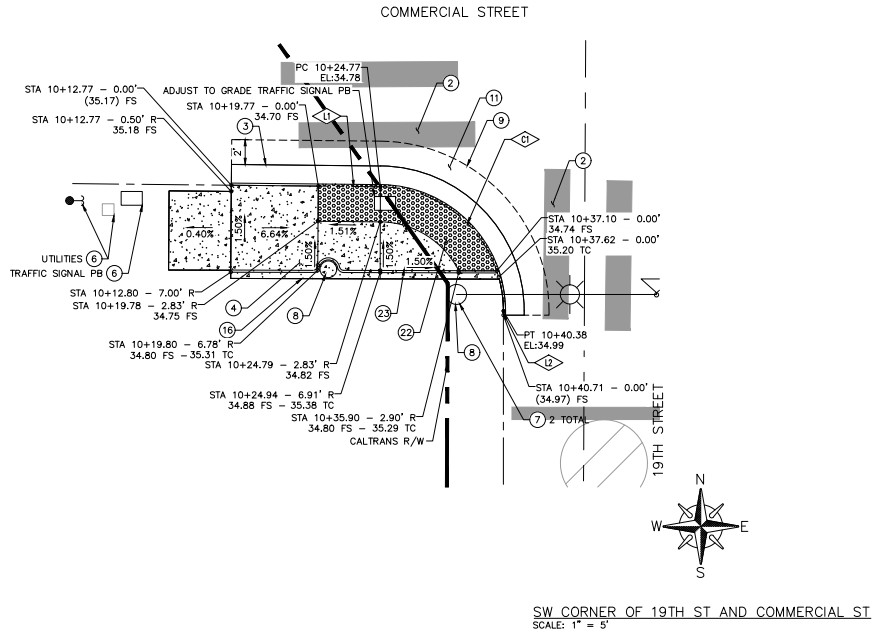 COMMERCIAL STREET
PC 10+24.77
EL:34.78
ADJUST TO GRADE TRAFFIC SIGNAL PB
STA 10+12.77 - 0.00'
(35.17) FS
STA 10+19.77 - 0.00'
34.70 FS
STA 10+12.77 - 0.50' R
35.18 FS
L1
2
11
9
C1
3
2'
2
0.40%
1.50%
6.64%
1.51%
1.50%
1.50%
1.50%
STA 10+37.10 - 0.00'
34.74 FS
STA 10+37.62 - 0.00'
35.20 TC
UTILITIES 6
TRAFFIC SIGNAL PB 6
STA 10+12.80 - 7.00' R
STA 10+19.78 - 2.83' R
34.75 FS
4
8
16
23
22
8
STA 10+19.80 - 6.78' R
34.80 FS - 35.31 TC
STA 10+24.79 - 2.83' R
34.82 FS
STA 10+24.94 - 6.91' R
34.88 FS - 35.38 TC
STA 10+35.90 - 2.90' R
34.80 FS - 35.29 TC
CALTRANS R/W
PT 10+40.38
EL:34.99
L2
STA 10+40.71 - 0.00'
(34.97) FS
7 2 TOTAL
19TH STREET
N
W
E
S
SW CORNER OF 19TH ST AND COMMERCIAL ST
SCALE: 1" = 5'